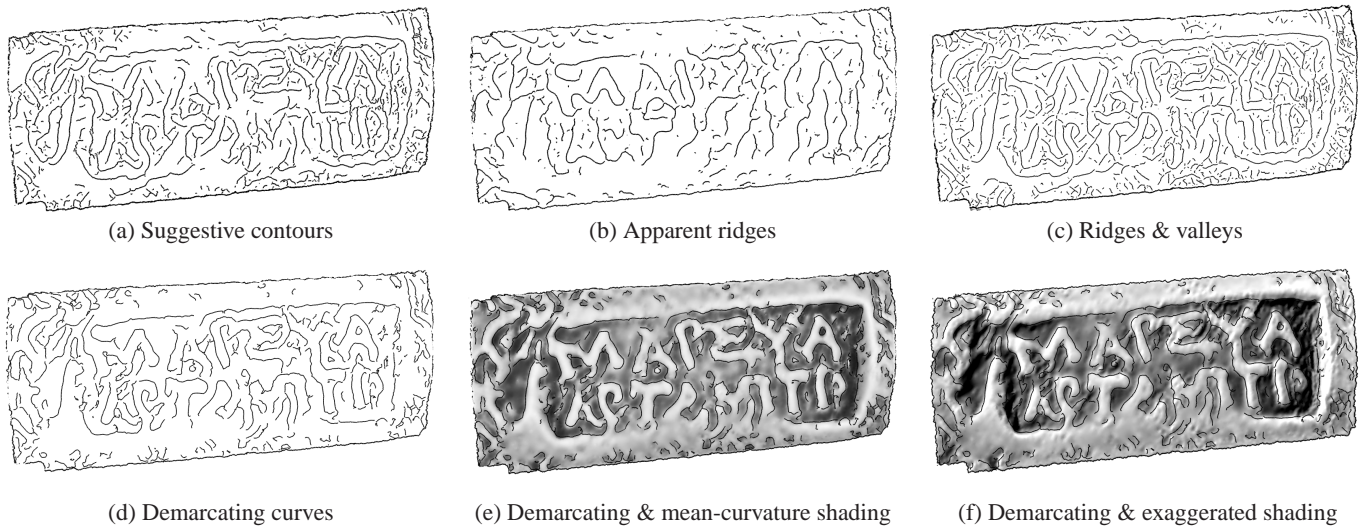 (a) Suggestive contours
(b) Apparent ridges
(c) Ridges & valleys
(d) Demarcating curves
(e) Demarcating & mean-curvature shading
(f) Demarcating & exaggerated shading